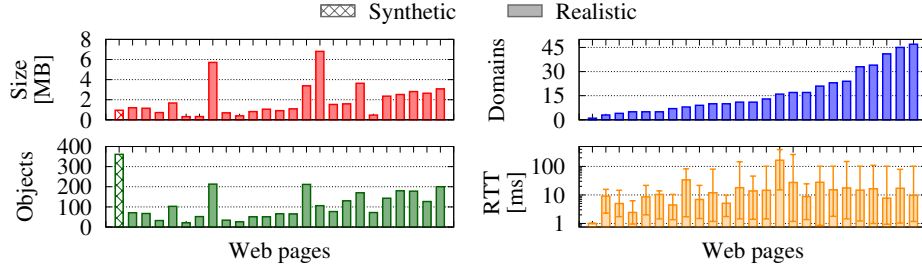 Synthetic Realistic
Size
[MB]
8
6
4
2
0
Domains
45
30
15
0
Objects
400
300
200
100
0
RTT
[ms]
100
10
1
Web pages
Web pages